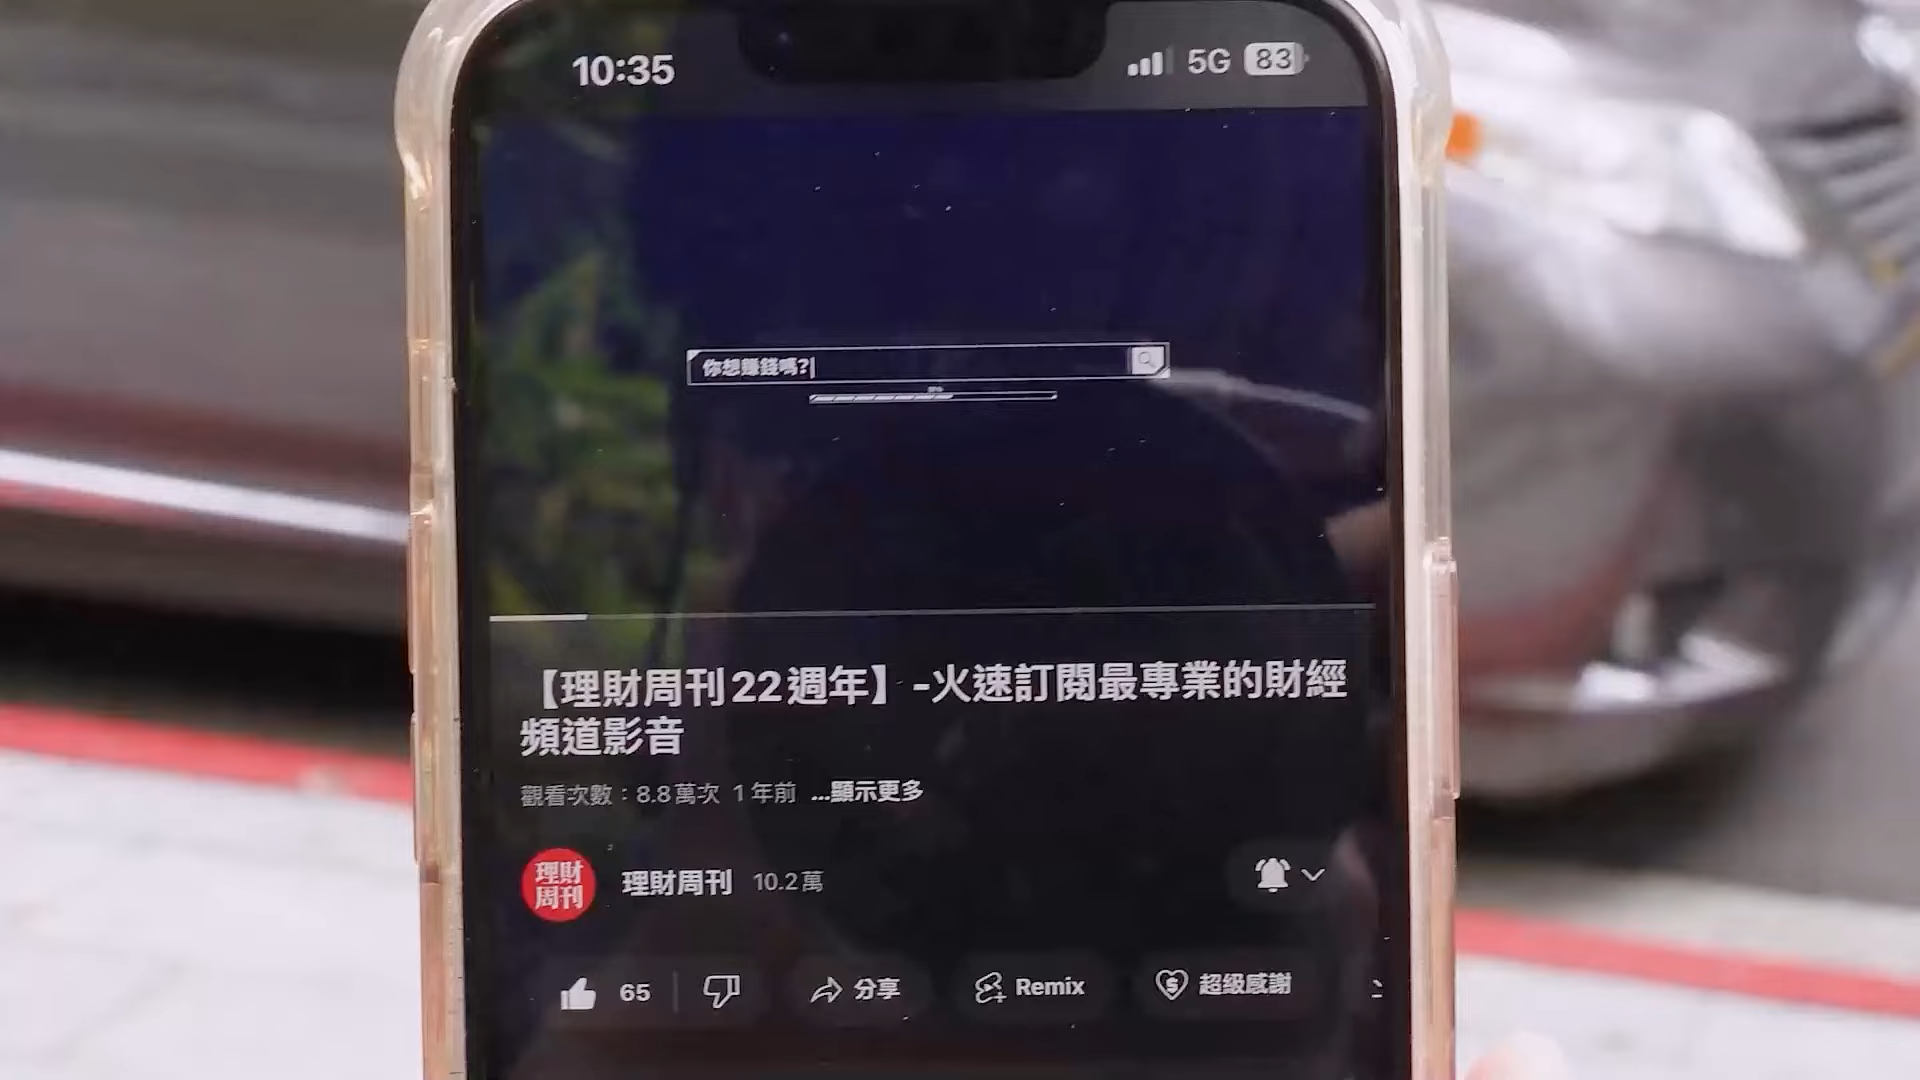 10:35
5G 83
你想賺錢嗎?
【理財周刊22週年】-火速訂閱最專業的財經
頻道影音
觀看次數：8.8萬次 1年前 ...顯示更多
理財
周刊
理財周刊 10.2萬
65
分享
Remix
超級感謝